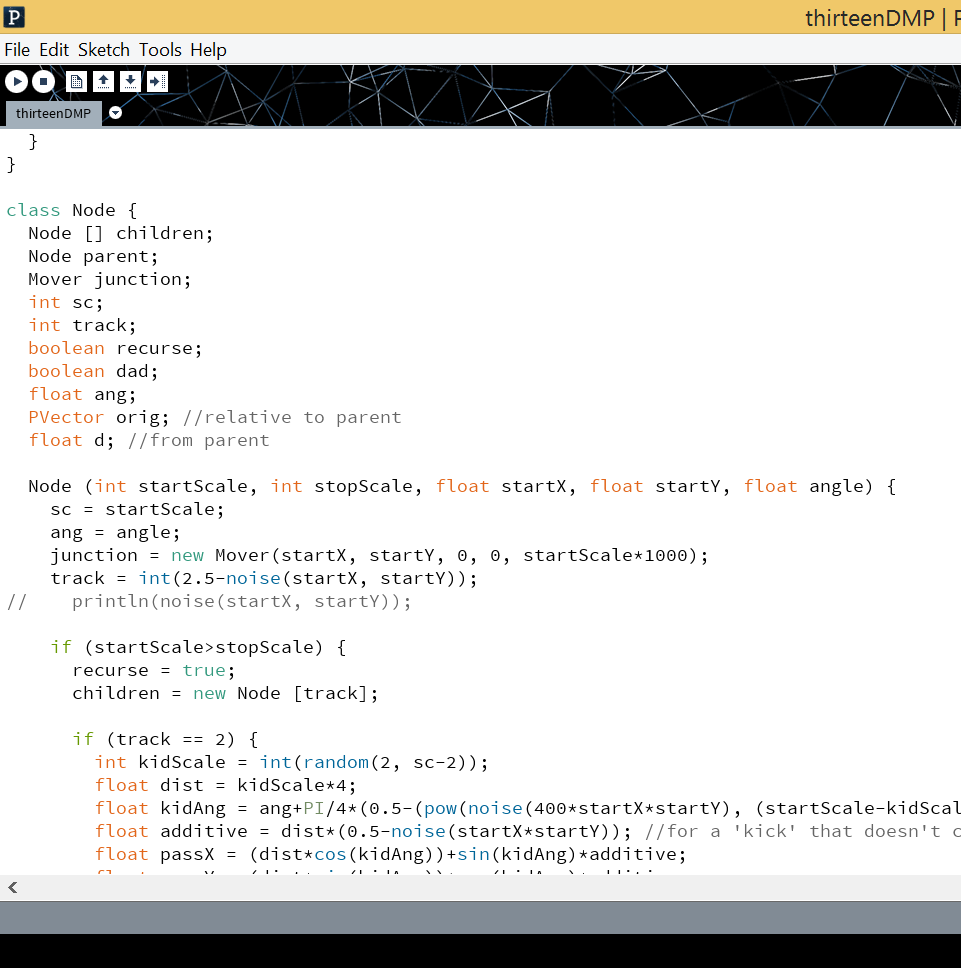 P
thirteenDMP |
File Edit Sketch Tools Help
thirteenDMP
  }
}
class Node {
  Node [] children;
  Node parent;
  Mover junction;
  int sc;
  int track;
  boolean recurse;
  boolean dad;
  float ang;
  PVector orig; //relative to parent
  float d; //from parent
  Node (int startScale, int stopScale, float startX, float startY, float angle) {
    sc = startScale;
    ang = angle;
    junction = new Mover(startX, startY, 0, 0, startScale*1000);
    track = int(2.5-noise(startX, startY));
//    println(noise(startX, startY));
    if (startScale>stopScale) {
      recurse = true;
      children = new Node [track];
      if (track == 2) {
        int kidScale = int(random(2, sc-2));
        float dist = kidScale*4;
        float kidAng = ang+PI/4*(0.5-(pow(noise(400*startX*startY), (startScale-kidScal
        float additive = dist*(0.5-noise(startX*startY)); //for a 'kick' that doesn't c
        float passX = (dist*cos(kidAng))+sin(kidAng)*additive;